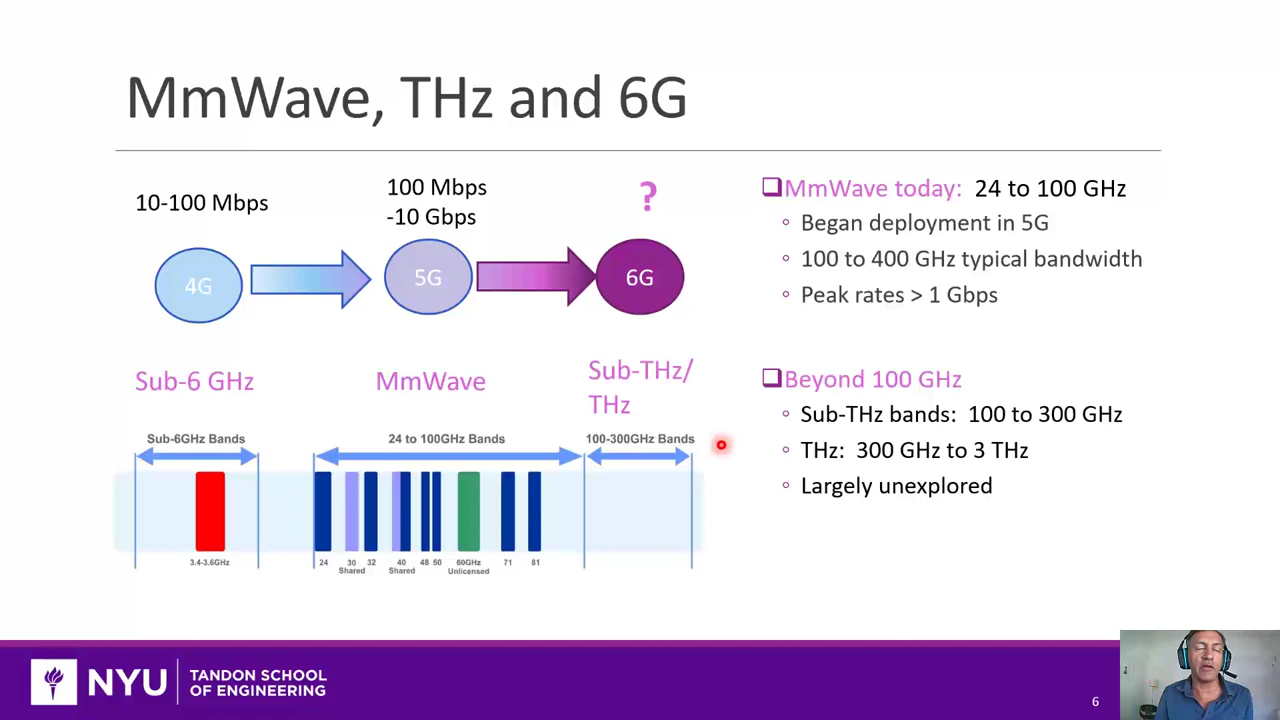 MmWave, THz and 6G
10-100 Mbps
100 Mbps
-10 Gbps
?
4G
5G
6G
Sub-6 GHz
MmWave
Sub-THz/
THz
Sub-6GHz Bands
24 to 100GHz Bands
100-300GHz Bands
3.4-3.6GHz
24
30
Shared
32
40
Shared
48
50
60GHz
Unlicensed
71
81
MmWave today: 24 to 100 GHz
Began deployment in 5G
100 to 400 GHz typical bandwidth
Peak rates > 1 Gbps
Beyond 100 GHz
Sub-THz bands: 100 to 300 GHz
THz: 300 GHz to 3 THz
Largely unexplored
NYU
TANDON SCHOOL
OF ENGINEERING
6